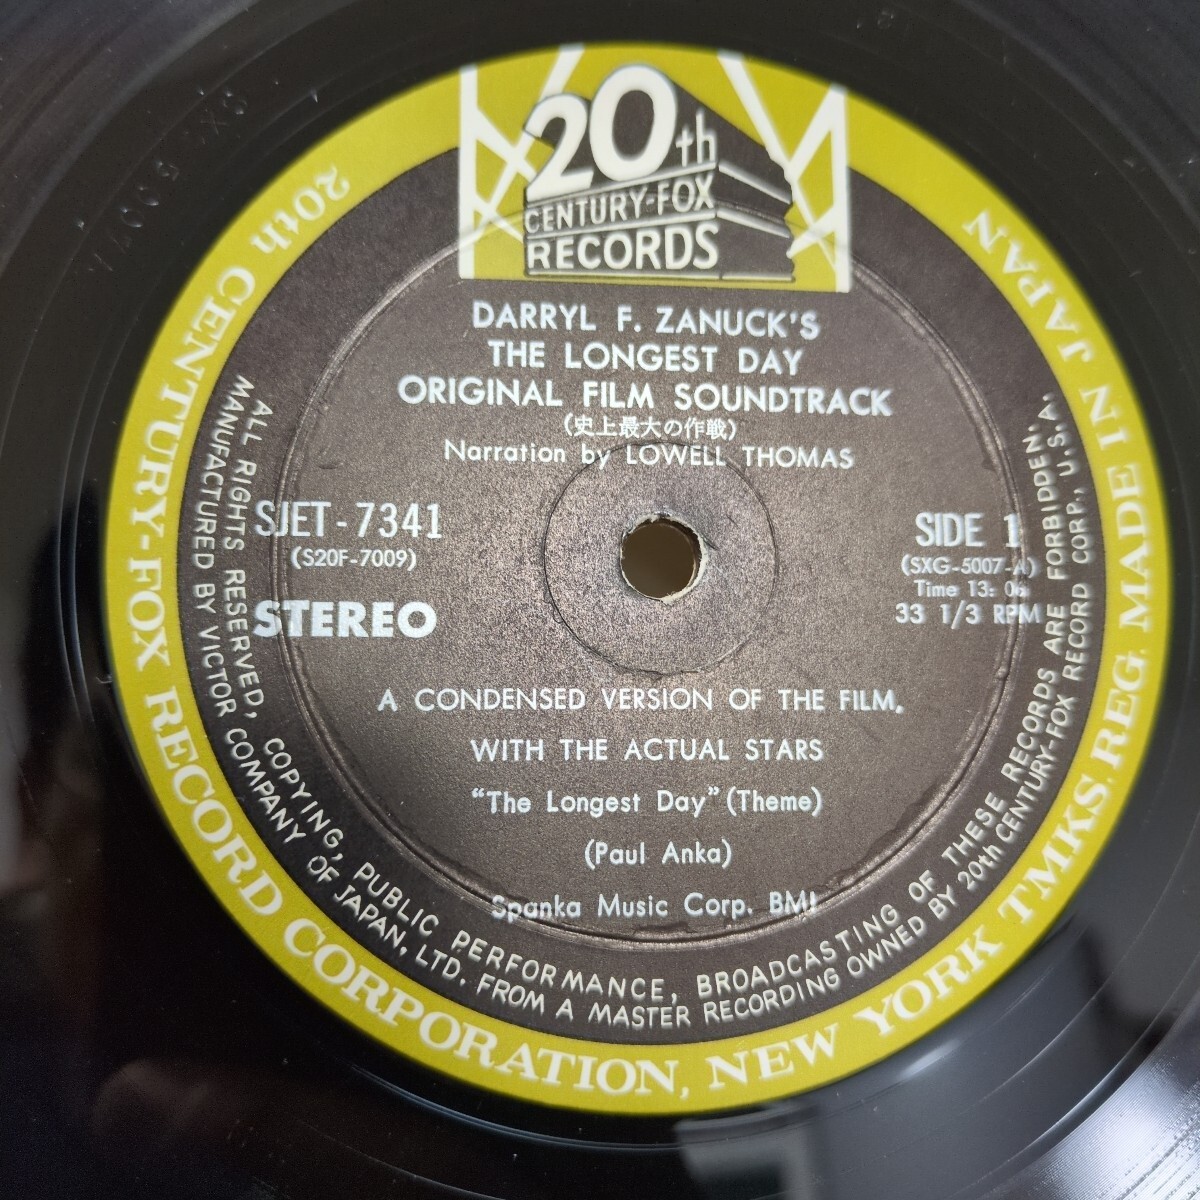 20th
CENTURY-FOX
RECORDS
DARRYL F. ZANUCK'S
THE LONGEST DAY
ORIGINAL FILM SOUNDTRACK
(史上最大の作戦)
Narration by LOWELL THOMAS
SJET-7341
(S20F-7009)
STEREO
SIDE 1
(SXG-5007-A)
Time 13: 06
33 1/3 RPM
A CONDENSED VERSION OF THE FILM,
WITH THE ACTUAL STARS
"The Longest Day" (Theme)
(Paul Anka)
Spanka Music Corp. BMI
ALL RIGHTS RESERVED, COPYING, PUBLIC PERFORMANCE, BROADCASTING OF THESE RECORDS ARE FORBIDDEN.
MANUFACTURED BY VICTOR COMPANY OF JAPAN, LTD. FROM A MASTER RECORDING OWNED BY 20th CENTURY-FOX RECORD CORP., U.S.A.
20th CENTURY-FOX RECORD CORPORATION, NEW YORK TMKS. REG. MADE IN JAPAN